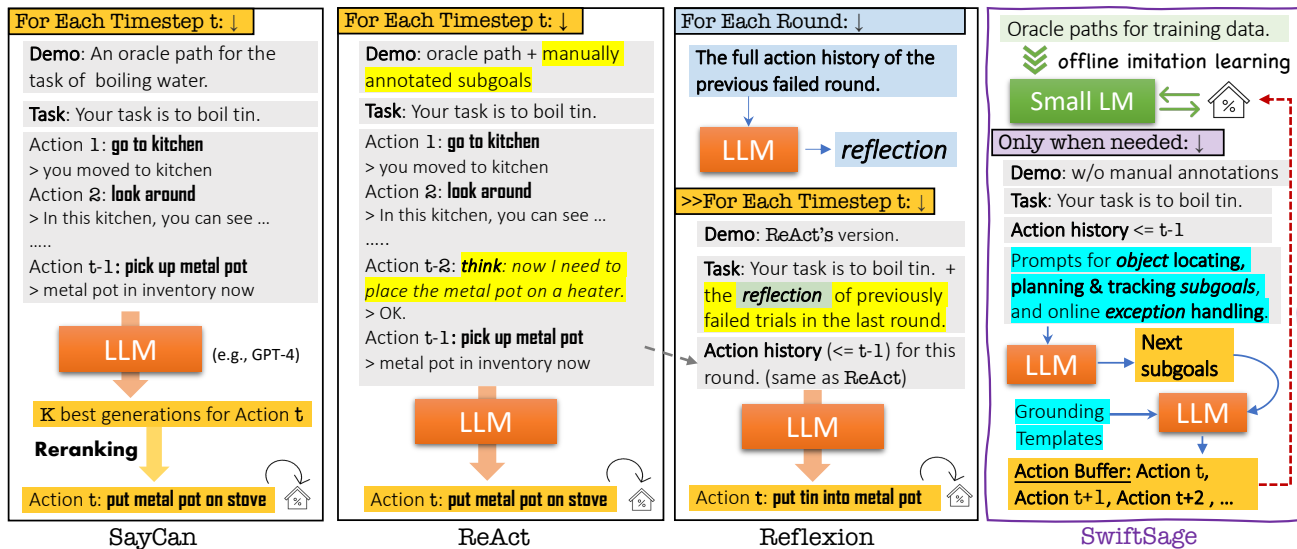 For Each Timestep t: ↓
Demo: An oracle path for the
task of boiling water.
Task: Your task is to boil tin.
Action 1: go to kitchen
> you moved to kitchen
Action 2: look around
> In this kitchen, you can see ...
.....
Action t-1: pick up metal pot
> metal pot in inventory now
LLM
(e.g., GPT-4)
K best generations for Action t
Reranking
Action t: put metal pot on stove
%
SayCan
For Each Timestep t: ↓
Demo: oracle path + manually
annotated subgoals
Task: Your task is to boil tin.
Action 1: go to kitchen
> you moved to kitchen
Action 2: look around
> In this kitchen, you can see ...
.....
Action t-2: think: now I need to
place the metal pot on a heater.
> OK.
Action t-1: pick up metal pot
> metal pot in inventory now
LLM
Action t: put metal pot on stove
%
ReAct
For Each Round: ↓
The full action history of the
previous failed round.
LLM
reflection
>>For Each Timestep t: ↓
Demo: ReAct's version.
Task: Your task is to boil tin. +
the reflection of previously
failed trials in the last round.
Action history (<= t-1) for this
round. (same as ReAct)
LLM
Action t: put tin into metal pot
%
Reflexion
Oracle paths for training data.
offline imitation learning
Small LM
%
Only when needed: ↓
Demo: w/o manual annotations
Task: Your task is to boil tin.
Action history <= t-1
Prompts for object locating,
planning & tracking subgoals,
and online exception handling.
LLM
Next
subgoals
Grounding
Templates
LLM
Action Buffer: Action t,
Action t+1, Action t+2 , ...
SwiftSage